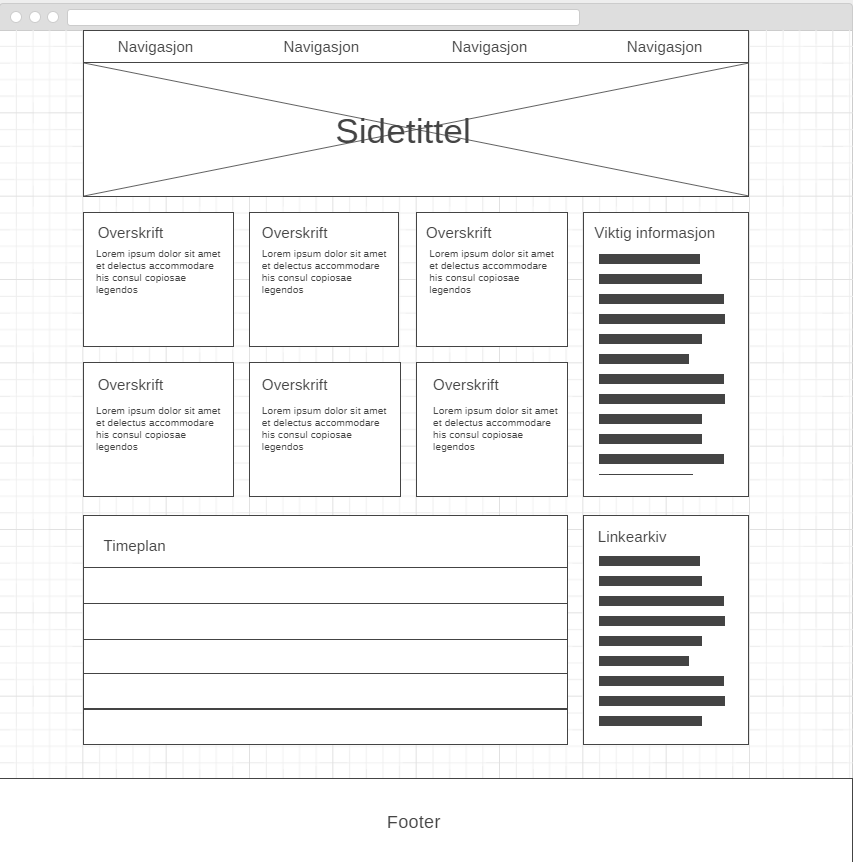 Navigasjon Navigasjon Navigasjon Navigasjon
Sidetittel
Overskrift
Lorem ipsum dolor sit amet
et delectus accommodare
his consul copiosae
legendos
Overskrift
Lorem ipsum dolor sit amet
et delectus accommodare
his consul copiosae
legendos
Overskrift
Lorem ipsum dolor sit amet
et delectus accommodare
his consul copiosae
legendos
Viktig informasjon
Overskrift
Lorem ipsum dolor sit amet
et delectus accommodare
his consul copiosae
legendos
Overskrift
Lorem ipsum dolor sit amet
et delectus accommodare
his consul copiosae
legendos
Overskrift
Lorem ipsum dolor sit amet
et delectus accommodare
his consul copiosae
legendos
Timeplan
Linkearkiv
Footer